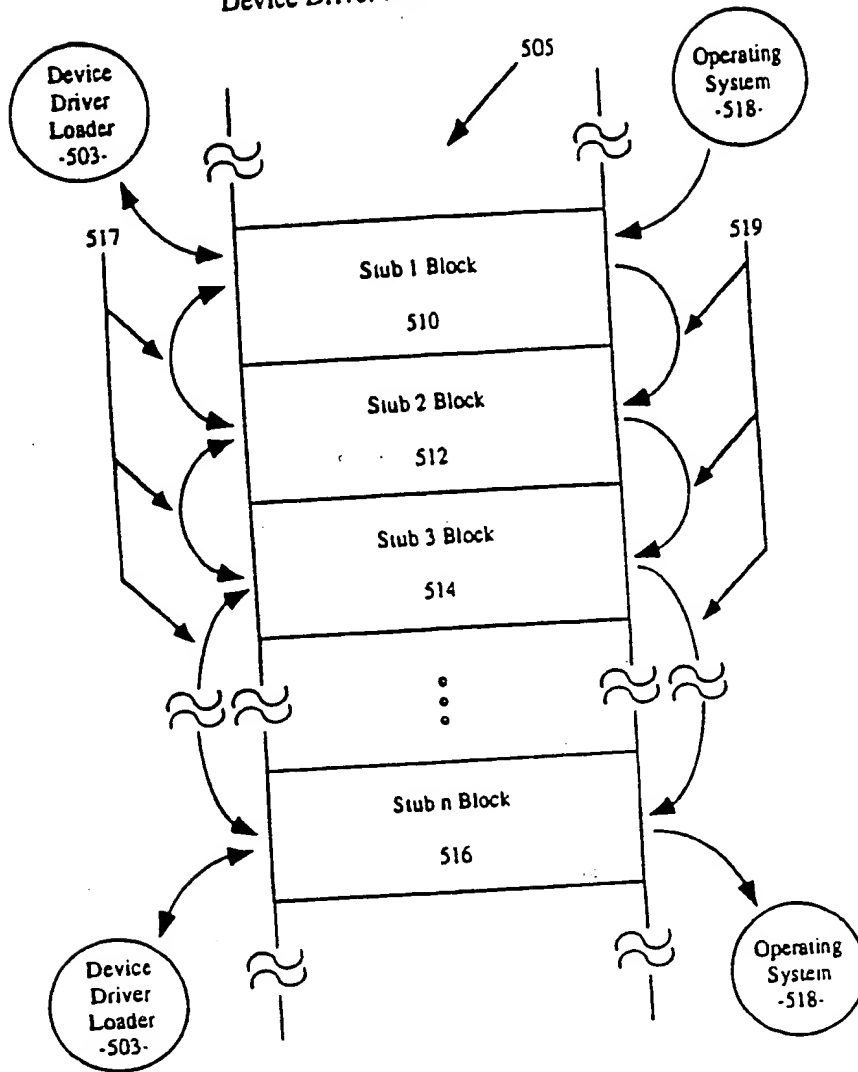 Device Driver
505
Device
Driver
Loader
-503-
Operating
System
-518-
517
519
Stub 1 Block
510
Stub 2 Block
512
Stub 3 Block
514
Stub n Block
516
Device
Driver
Loader
-503-
Operating
System
-518-